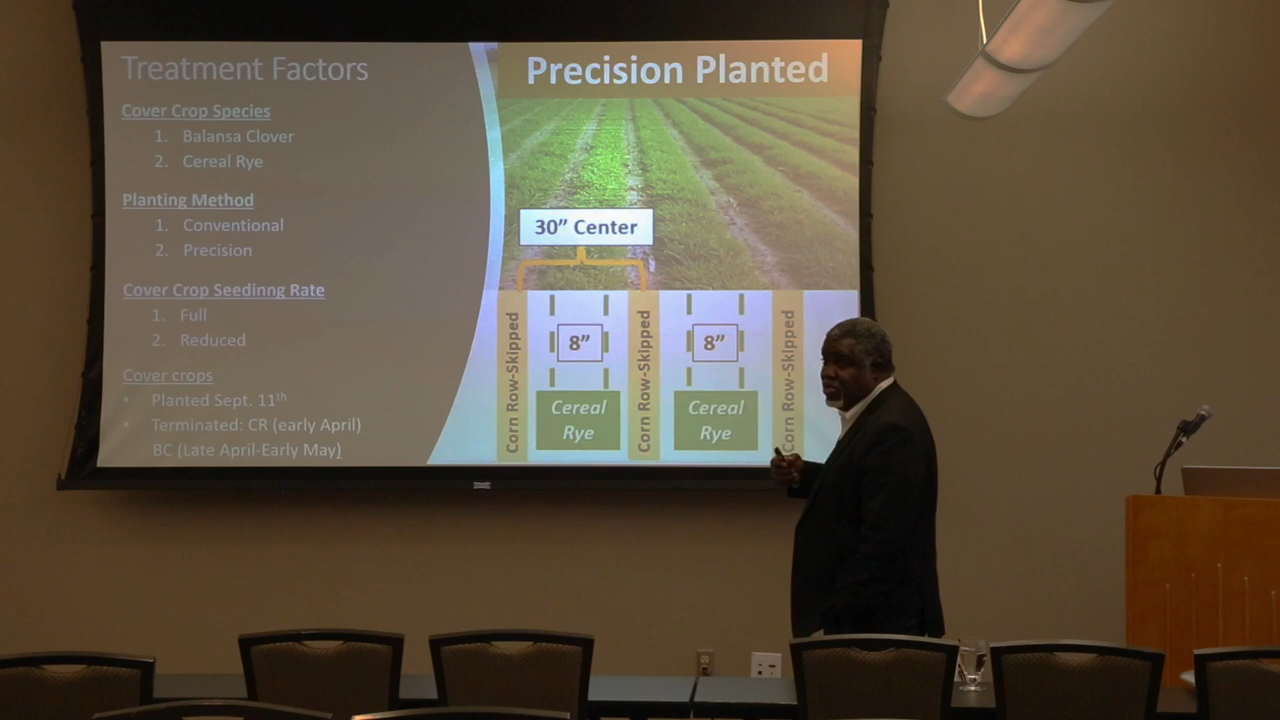 Treatment Factors
Cover Crop Species
1. Balansa Clover
2. Cereal Rye
Planting Method
1. Conventional
2. Precision
Cover Crop Seedinng Rate
1. Full
2. Reduced
Cover crops
• Planted Sept. 11th
• Terminated: CR (early April)
BC (Late April-Early May)
Precision Planted
30” Center
Corn Row-Skipped
8”
Cereal
Rye
Corn Row-Skipped
8”
Cereal
Rye
Corn Row-Skipped